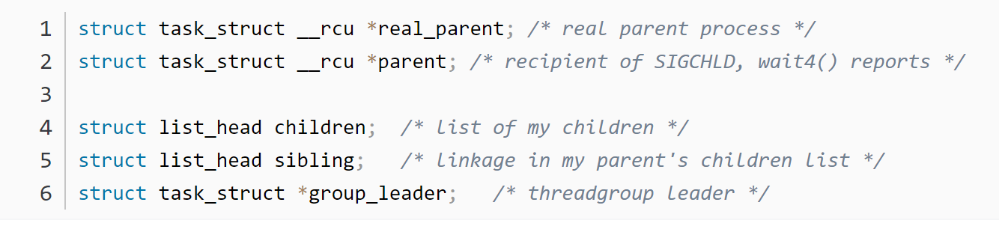 1 struct task_struct __rcu *real_parent; /* real parent process */
2 struct task_struct __rcu *parent; /* recipient of SIGCHLD, wait4() reports */
3
4 struct list_head children;  /* list of my children */
5 struct list_head sibling;   /* linkage in my parent's children list */
6 struct task_struct *group_leader;   /* threadgroup leader */